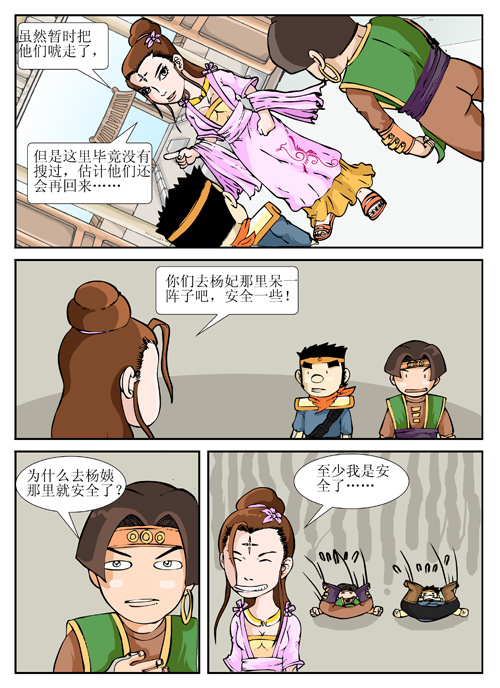 虽然暂时把
他们唬走了，
但是这里毕竟没有
搜过，估计他们还
会再回来……
你们去杨妃那里呆一
阵子吧，安全一些！
为什么去杨姨
那里就安全了？
至少我是安
全了……